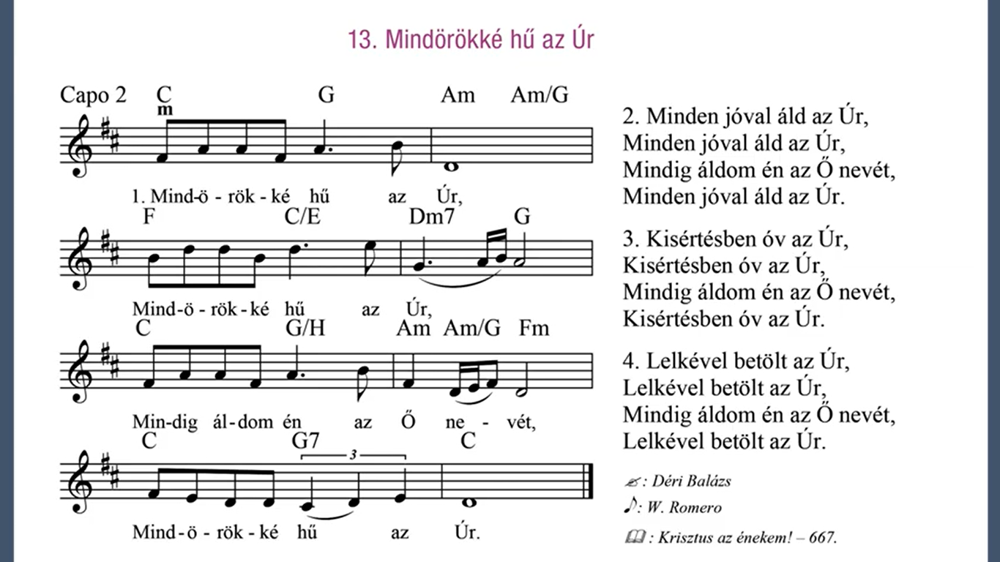 13. Mindörökké hű az Úr
Capo 2 C G Am Am/G
m
1. Mind-ö - rök - ké hű az Úr,
F C/E Dm7 G
Mind-ö - rök - ké hű az Úr,
C G/H Am Am/G Fm
Min-dig ál-dom én az Ő ne - vét,
C G7 C
3
Mind-ö - rök - ké hű az Úr.
2. Minden jóval áld az Úr,
Minden jóval áld az Úr,
Mindig áldom én az Ő nevét,
Minden jóval áld az Úr.
3. Kisértésben óv az Úr,
Kisértésben óv az Úr,
Mindig áldom én az Ő nevét,
Kisértésben óv az Úr.
4. Lelkével betölt az Úr,
Lelkével betölt az Úr,
Mindig áldom én az Ő nevét,
Lelkével betölt az Úr.
: Déri Balázs
: W. Romero
: Krisztus az énekem! – 667.